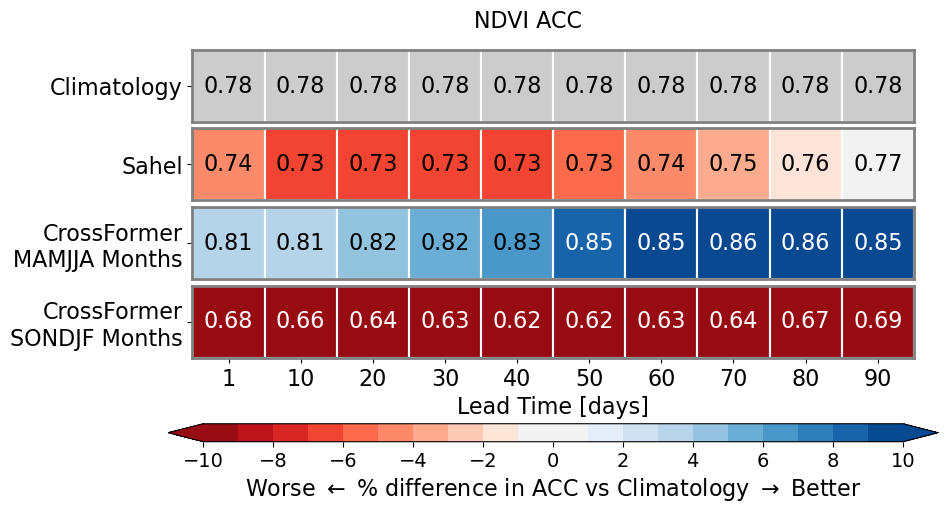 NDVI ACC
Climatology 0.78 0.78 0.78 0.78 0.78 0.78 0.78 0.78 0.78 0.78
Sahel 0.74 0.73 0.73 0.73 0.73 0.73 0.74 0.75 0.76 0.77
CrossFormer
MAMJJA Months 0.81 0.81 0.82 0.82 0.83 0.85 0.85 0.86 0.86 0.85
CrossFormer
SONDJF Months 0.68 0.66 0.64 0.63 0.62 0.62 0.63 0.64 0.67 0.69
1 10 20 30 40 50 60 70 80 90
Lead Time [days]
−10 −8 −6 −4 −2 0 2 4 6 8 10
Worse ← % difference in ACC vs Climatology → Better